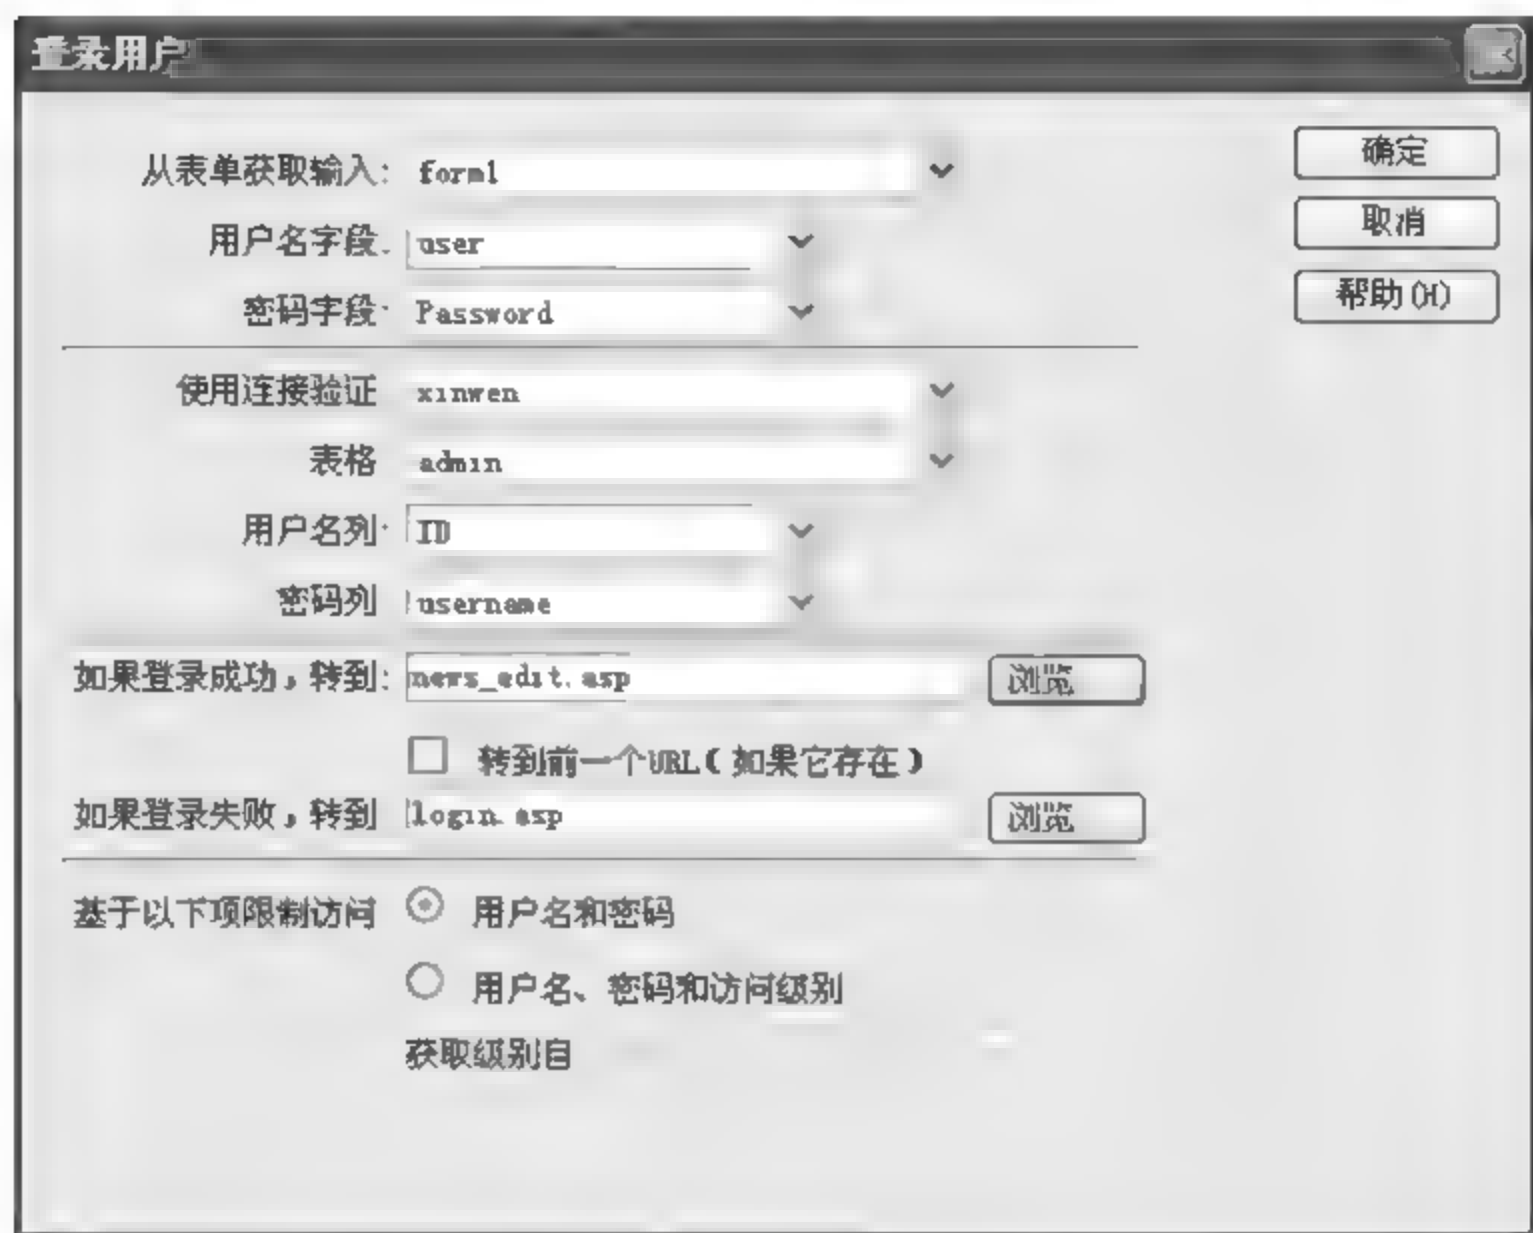 登录用户
从表单获取输入: form1
确定
用户名字段. user
取消
密码字段· Password
帮助(H)
使用连接验证 xinwen
表格 admin
用户名列· ID
密码列 username
如果登录成功,转到: news_edit.asp 浏览
转到前一个URL(如果它存在)
如果登录失败,转到 login.asp 浏览
基于以下项限制访问 用户名和密码
用户名、密码和访问级别
获取级别自